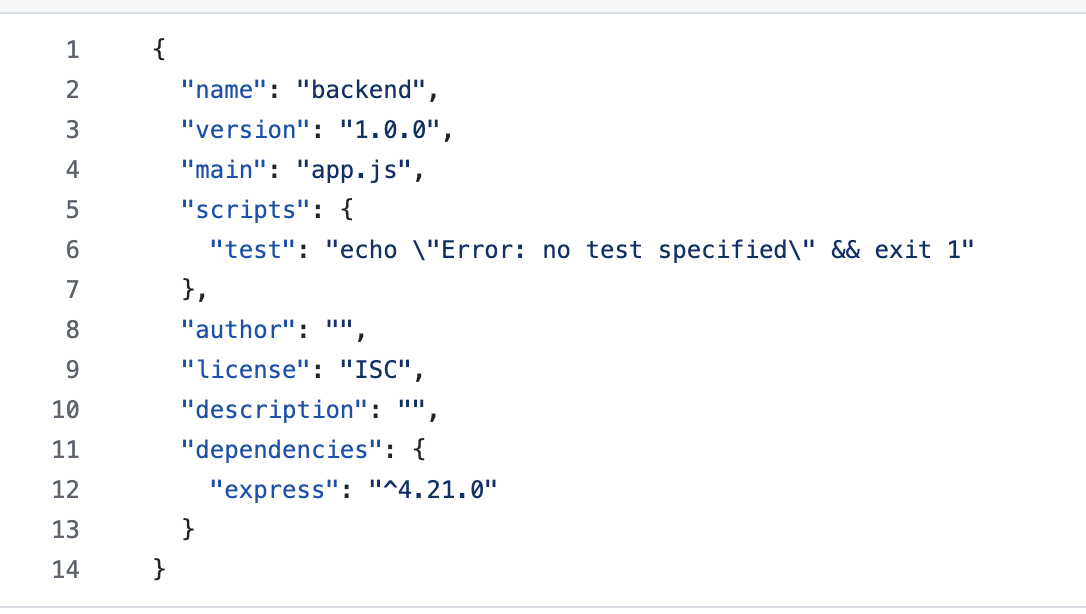 1 {
2   "name": "backend",
3   "version": "1.0.0",
4   "main": "app.js",
5   "scripts": {
6     "test": "echo \"Error: no test specified\" && exit 1"
7   },
8   "author": "",
9   "license": "ISC",
10   "description": "",
11   "dependencies": {
12     "express": "^4.21.0"
13   }
14 }